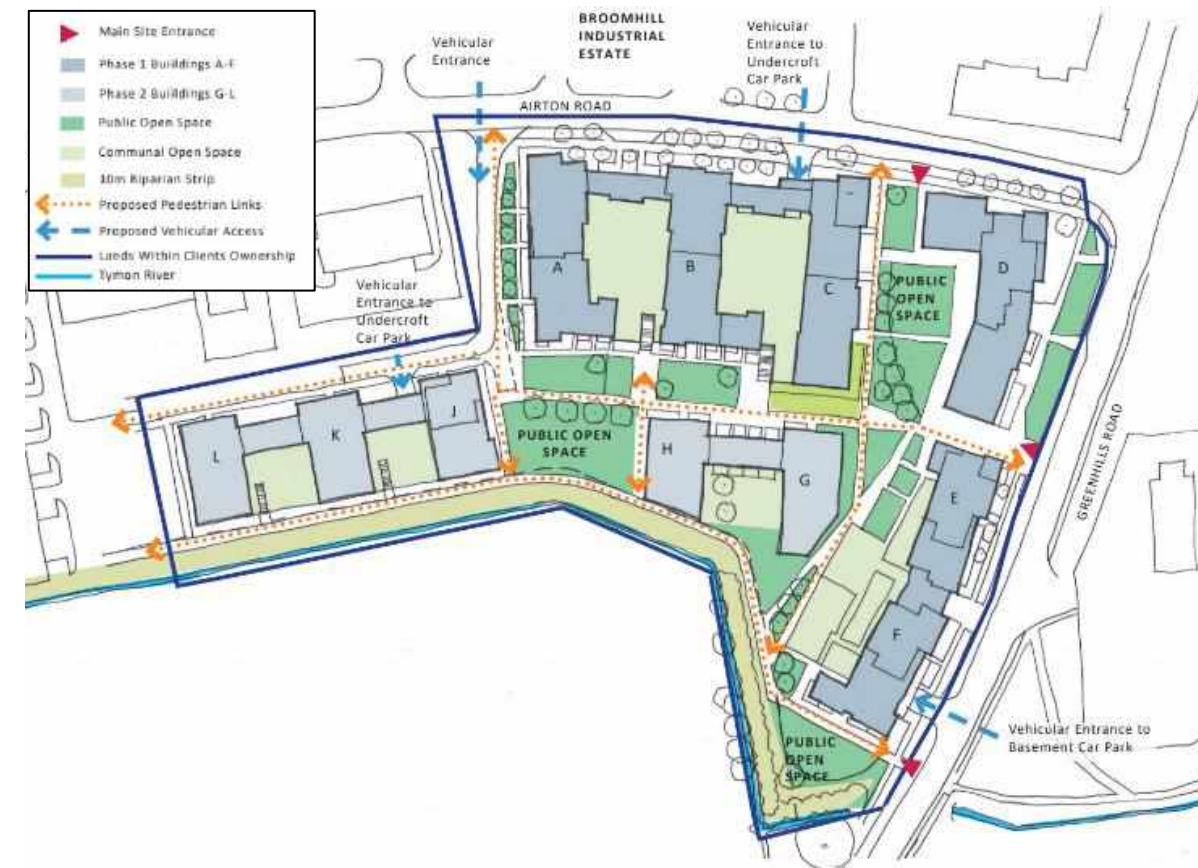 Main Site Entrance
Phase 1 Buildings A-F
Phase 2 Buildings G-L
Public Open Space
Communal Open Space
10m Riparian Strip
Proposed Pedestrian Links
Proposed Vehicular Access
Lands Within Clients Ownership
Tymon River
BROOMHILL
INDUSTRIAL
ESTATE
Vehicular
Entrance
Vehicular
Entrance to
Undercroft
Car Park
AIRTON ROAD
Vehicular
Entrance to
Undercroft
Car Park
A
B
C
D
PUBLIC
OPEN
SPACE
L
K
J
PUBLIC OPEN
SPACE
H
G
E
F
GREENHILLS ROAD
Vehicular Entrance to
Basement Car Park
PUBLIC
OPEN
SPACE